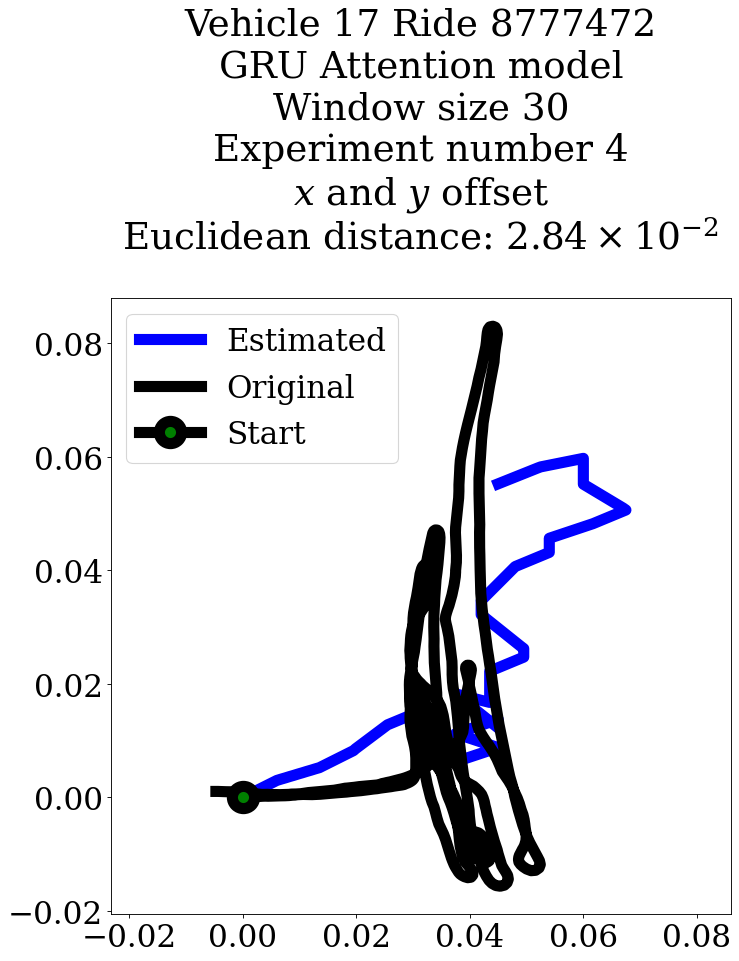 Vehicle 17 Ride 8777472
GRU Attention model
Window size 30
Experiment number 4
x and y offset
Euclidean distance: 2.84 × 10⁻²
Estimated
Original
Start
0.08
0.06
0.04
0.02
0.00
−0.02
−0.02 0.00 0.02 0.04 0.06 0.08